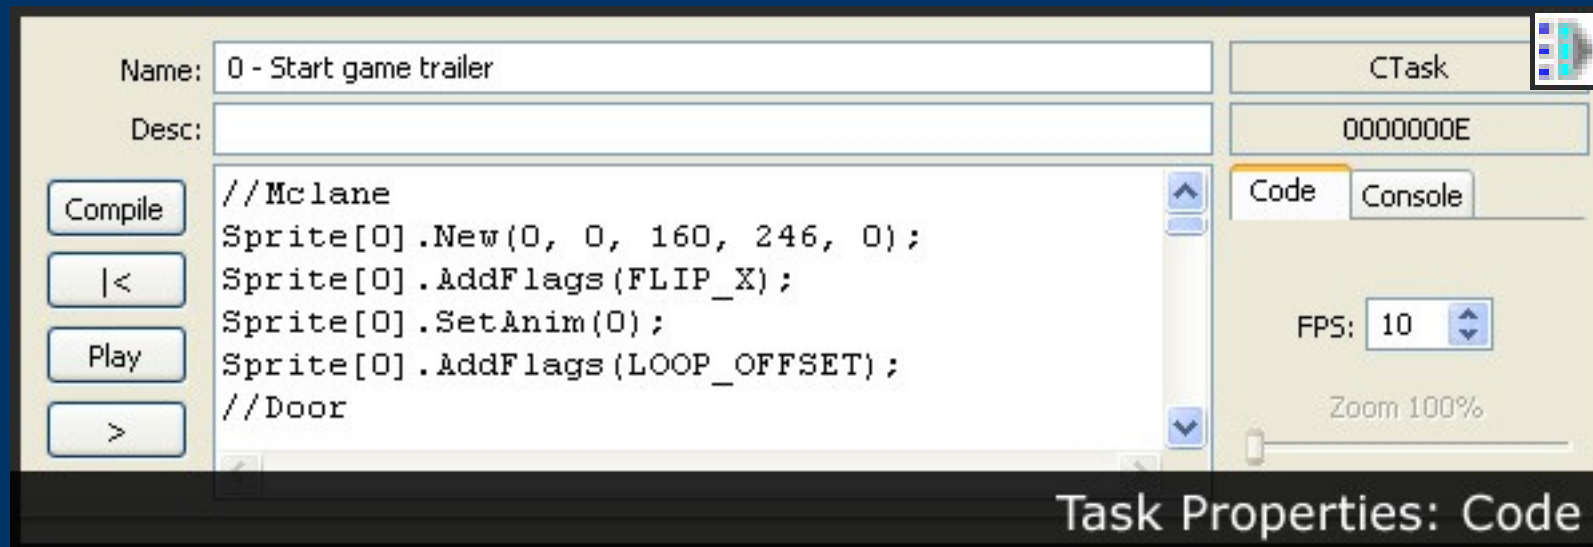 Name: 0 - Start game trailer
CTask
Desc:
0000000E
Compile
|<
Play
>
//Mclane
Sprite[0].New(0, 0, 160, 246, 0);
Sprite[0].AddFlags(FLIP_X);
Sprite[0].SetAnim(0);
Sprite[0].AddFlags(LOOP_OFFSET);
//Door
Code Console
FPS: 10
Zoom 100%
Task Properties: Code